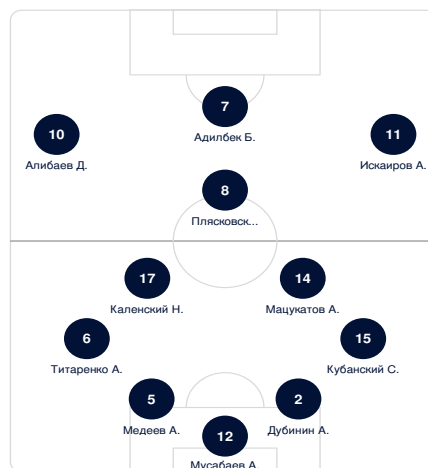 7
Адилбек Б.
10
Алибаев Д.
11
Искаиров А.
8
Плясковск...
17
Каленский Н.
14
Мацукатов А.
6
Титаренко А.
15
Кубанский С.
5
Медеев А.
2
Дубинин А.
12
Мусабаев А